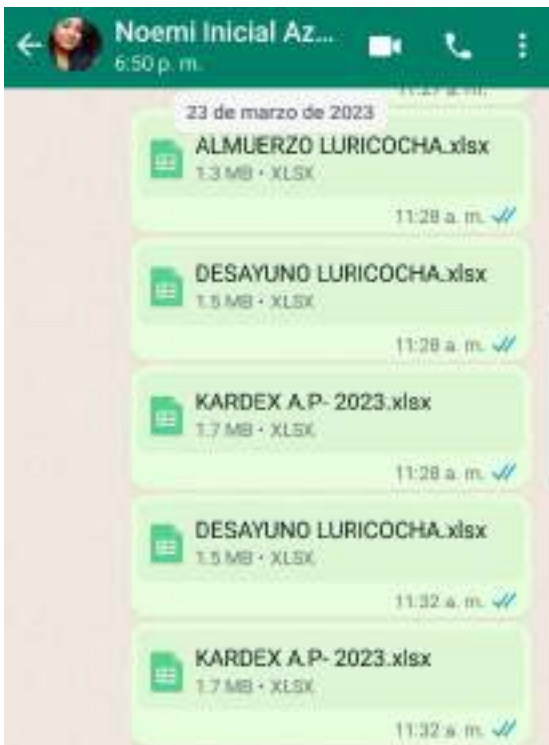 Noemi Inicial Az...
6:50 p. m.
23 de marzo de 2023
ALMUERZO LURICOCHA.xlsx
1.3 MB • XLSX
11:28 a. m.
DESAYUNO LURICOCHA.xlsx
1.5 MB • XLSX
11:28 a. m.
KARDEX A.P- 2023.xlsx
1.7 MB • XLSX
11:28 a. m.
DESAYUNO LURICOCHA.xlsx
1.5 MB • XLSX
11:32 a. m.
KARDEX A.P- 2023.xlsx
1.7 MB • XLSX
11:32 a. m.